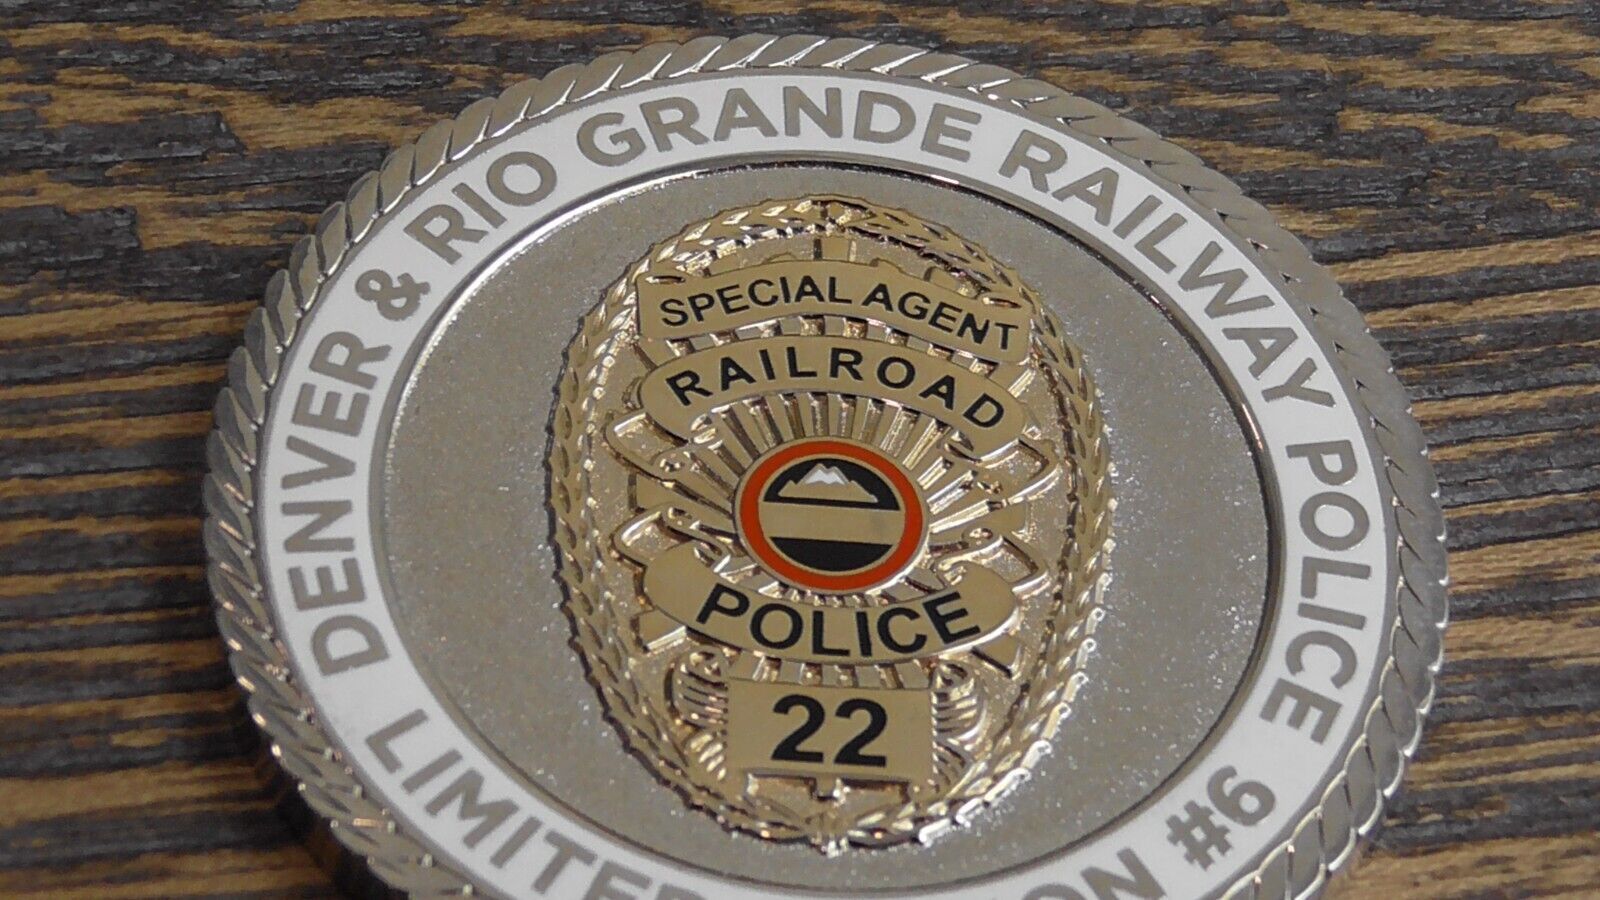 DENVER & RIO GRANDE RAILWAY POLICE
SPECIAL AGENT
RAILROAD
POLICE
22
#6